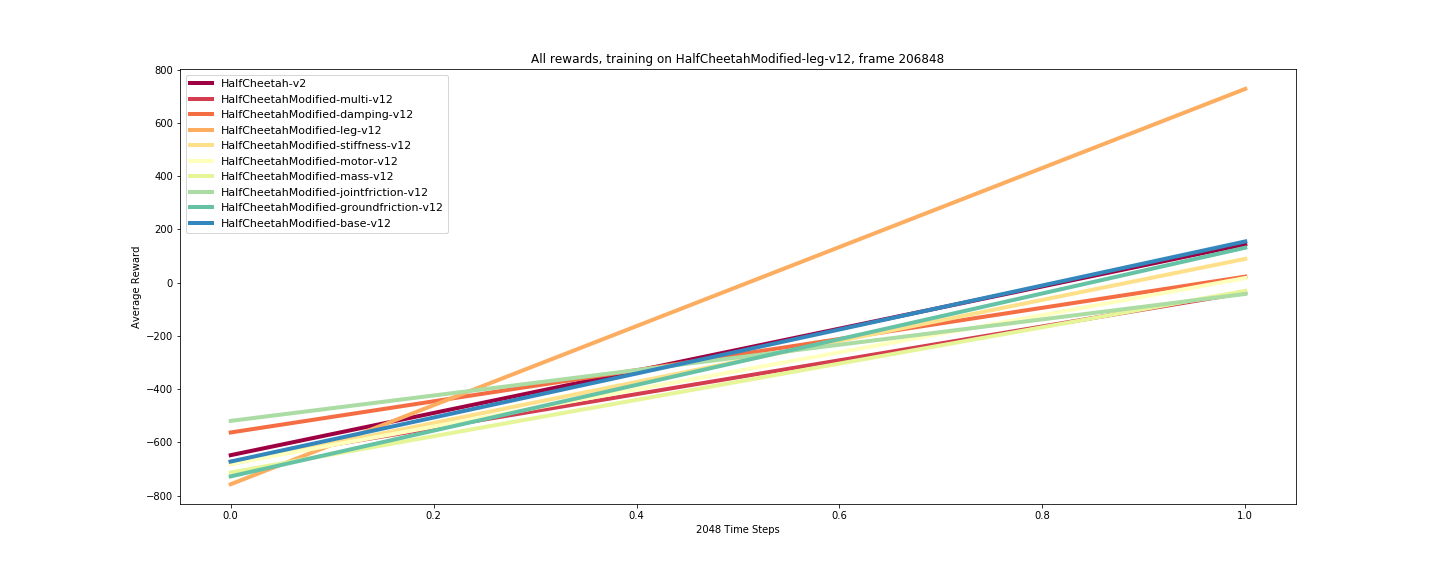 All rewards, training on HalfCheetahModified-leg-v12, frame 206848
800
600
400
200
0
−200
−400
−600
−800
Average Reward
HalfCheetah-v2
HalfCheetahModified-multi-v12
HalfCheetahModified-damping-v12
HalfCheetahModified-leg-v12
HalfCheetahModified-stiffness-v12
HalfCheetahModified-motor-v12
HalfCheetahModified-mass-v12
HalfCheetahModified-jointfriction-v12
HalfCheetahModified-groundfriction-v12
HalfCheetahModified-base-v12
0.0 0.2 0.4 0.6 0.8 1.0
2048 Time Steps